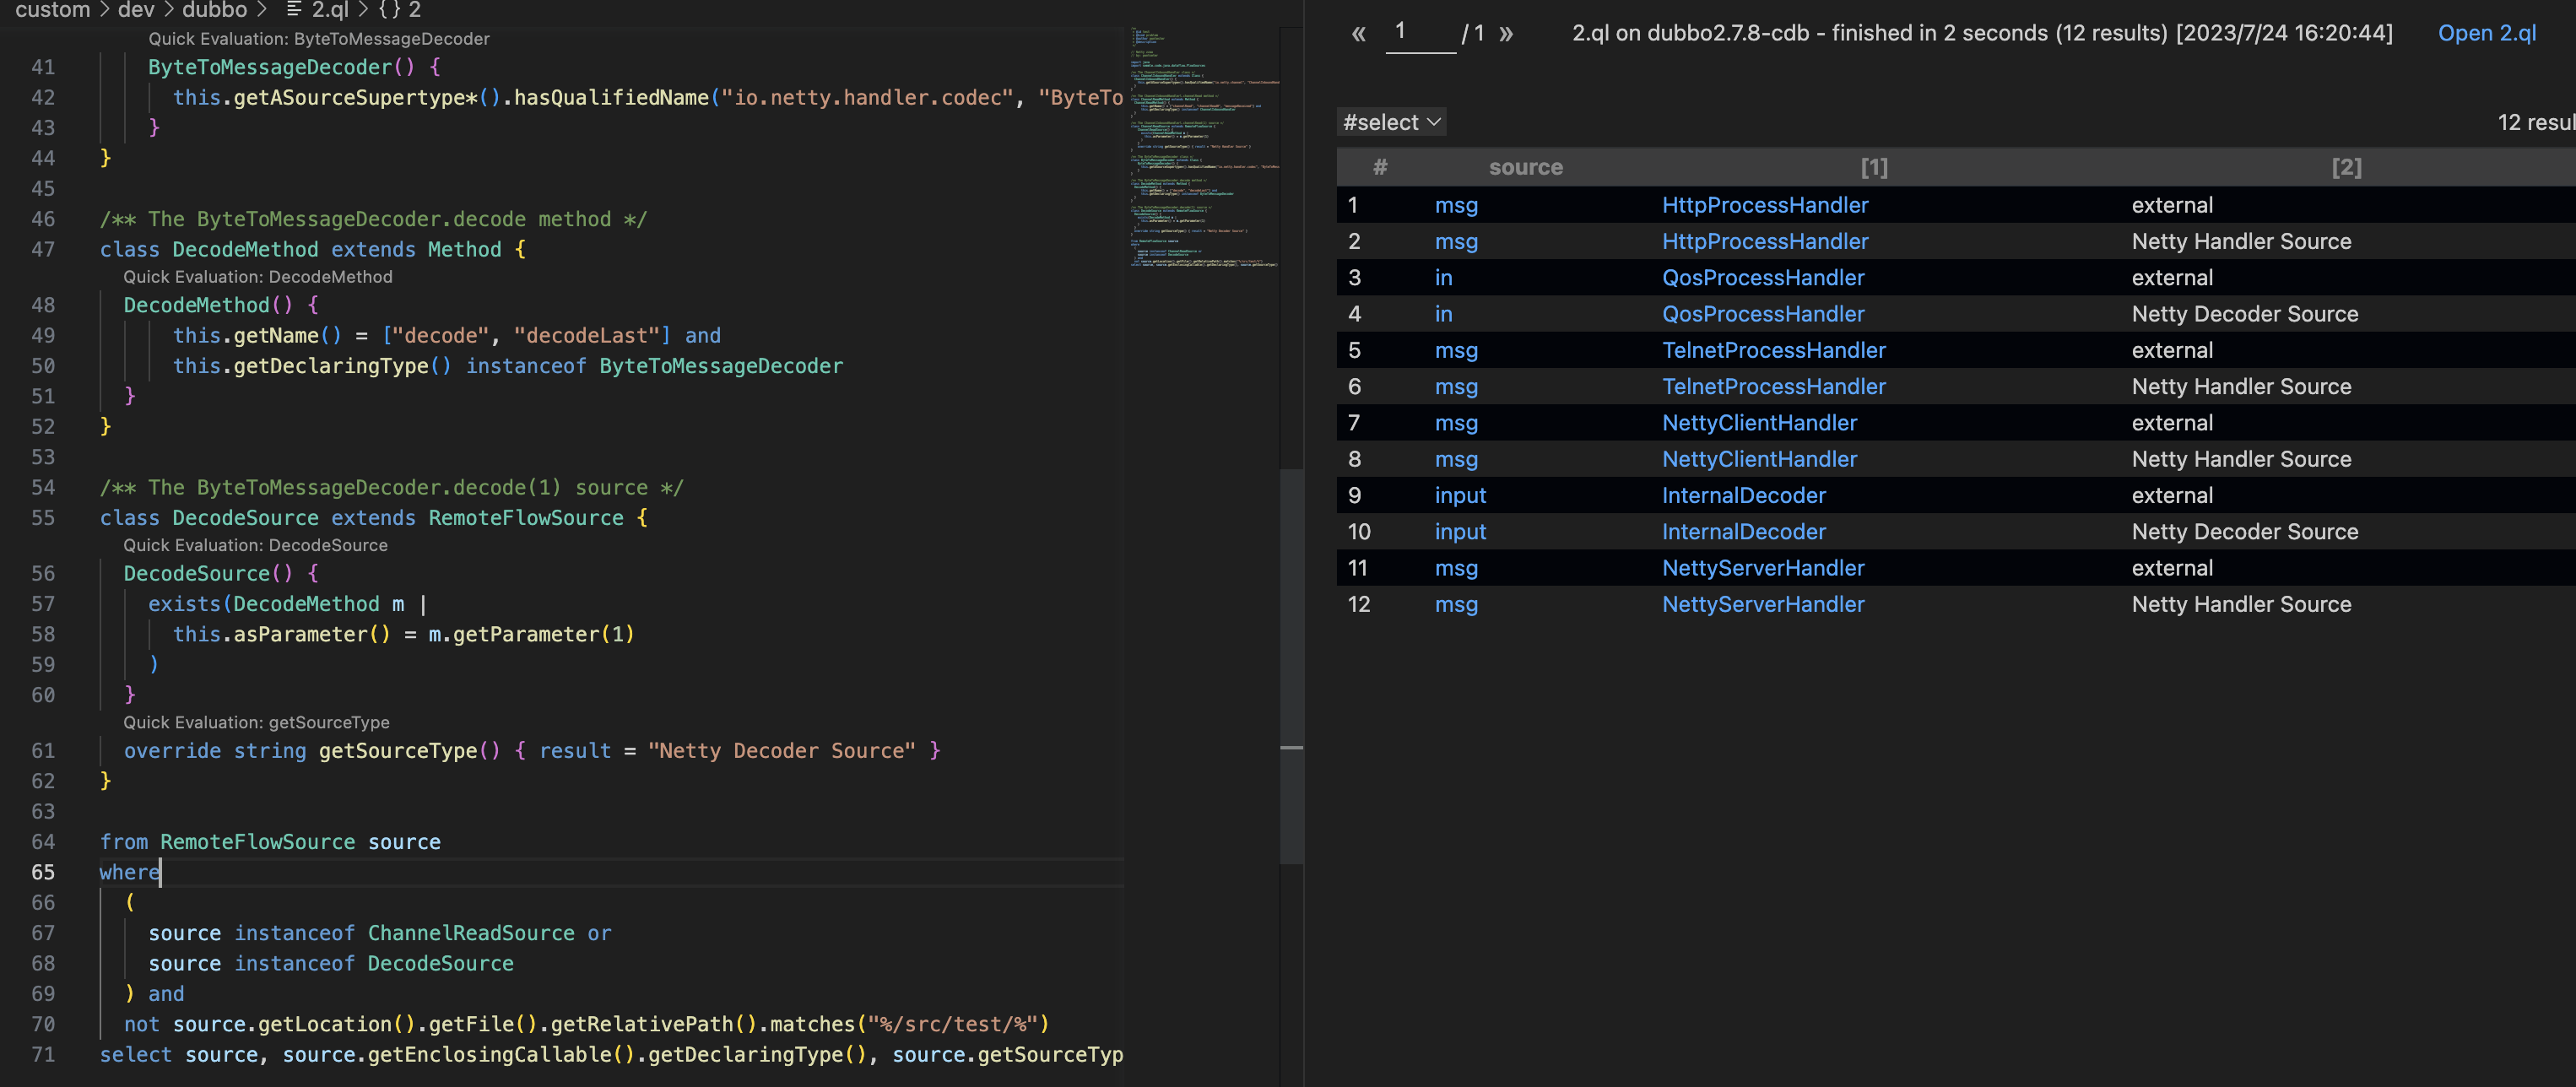 custom > dev > dubbo > 2.ql > {} 2
Quick Evaluation: ByteToMessageDecoder
41 ByteToMessageDecoder() {
42 this.getASourceSupertype*().hasQualifiedName("io.netty.handler.codec", "ByteTo
43 }
44 }
45
46 /** The ByteToMessageDecoder.decode method */
47 class DecodeMethod extends Method {
Quick Evaluation: DecodeMethod
48 DecodeMethod() {
49 this.getName() = ["decode", "decodeLast"] and
50 this.getDeclaringType() instanceof ByteToMessageDecoder
51 }
52 }
53
54 /** The ByteToMessageDecoder.decode(1) source */
55 class DecodeSource extends RemoteFlowSource {
Quick Evaluation: DecodeSource
56 DecodeSource() {
57 exists(DecodeMethod m |
58 this.asParameter() = m.getParameter(1)
59 )
60 }
Quick Evaluation: getSourceType
61 override string getSourceType() { result = "Netty Decoder Source" }
62 }
63
64 from RemoteFlowSource source
65 where
66 (
67 source instanceof ChannelReadSource or
68 source instanceof DecodeSource
69 ) and
70 not source.getLocation().getFile().getRelativePath().matches("%/src/test/%")
71 select source, source.getEnclosingCallable().getDeclaringType(), source.getSourceTyp
« 1 / 1 » 2.ql on dubbo2.7.8-cdb - finished in 2 seconds (12 results) [2023/7/24 16:20:44] Open 2.ql
#select 12 resul
# source [1] [2]
1 msg HttpProcessHandler external
2 msg HttpProcessHandler Netty Handler Source
3 in QosProcessHandler external
4 in QosProcessHandler Netty Decoder Source
5 msg TelnetProcessHandler external
6 msg TelnetProcessHandler Netty Handler Source
7 msg NettyClientHandler external
8 msg NettyClientHandler Netty Handler Source
9 input InternalDecoder external
10 input InternalDecoder Netty Decoder Source
11 msg NettyServerHandler external
12 msg NettyServerHandler Netty Handler Source